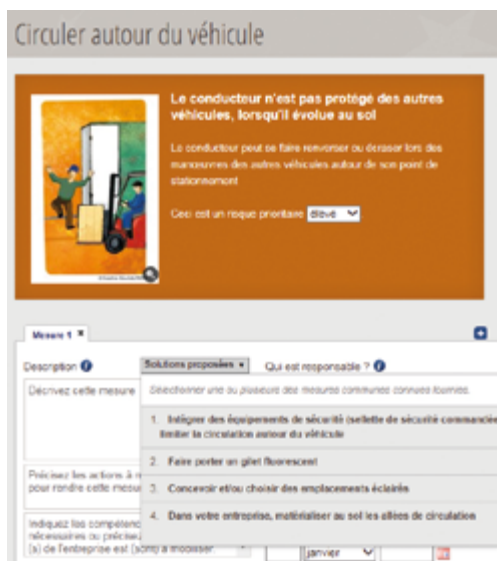 Circuler autour du véhicule
Le conducteur n'est pas protégé des autres
véhicules, lorsqu'il évolue au sol
Le conducteur peut se faire renverser ou écraser lors des
manoeuvres des autres véhicules autour de son point de
stationnement
Ceci est un risque prioritaire élevé
Mesure 1 ×
Description Solutions proposées Qui est responsable ?
Décrivez cette mesure
Sélectionner une ou plusieurs des mesures communes connues fournies.
1. Intégrer des équipements de sécurité (sellette de sécurité commandée
limiter la circulation autour du véhicule
2. Faire porter un gilet fluorescent
Précisez les actions à
pour rendre cette mesu
3. Concevoir et/ou choisir des emplacements éclairés
4. Dans votre entreprise, matérialiser au sol les allées de circulation
Indiquez les compétenc
nécessaires ou précisez
(s) de l'entreprise est (sont) à modifier.
janvier